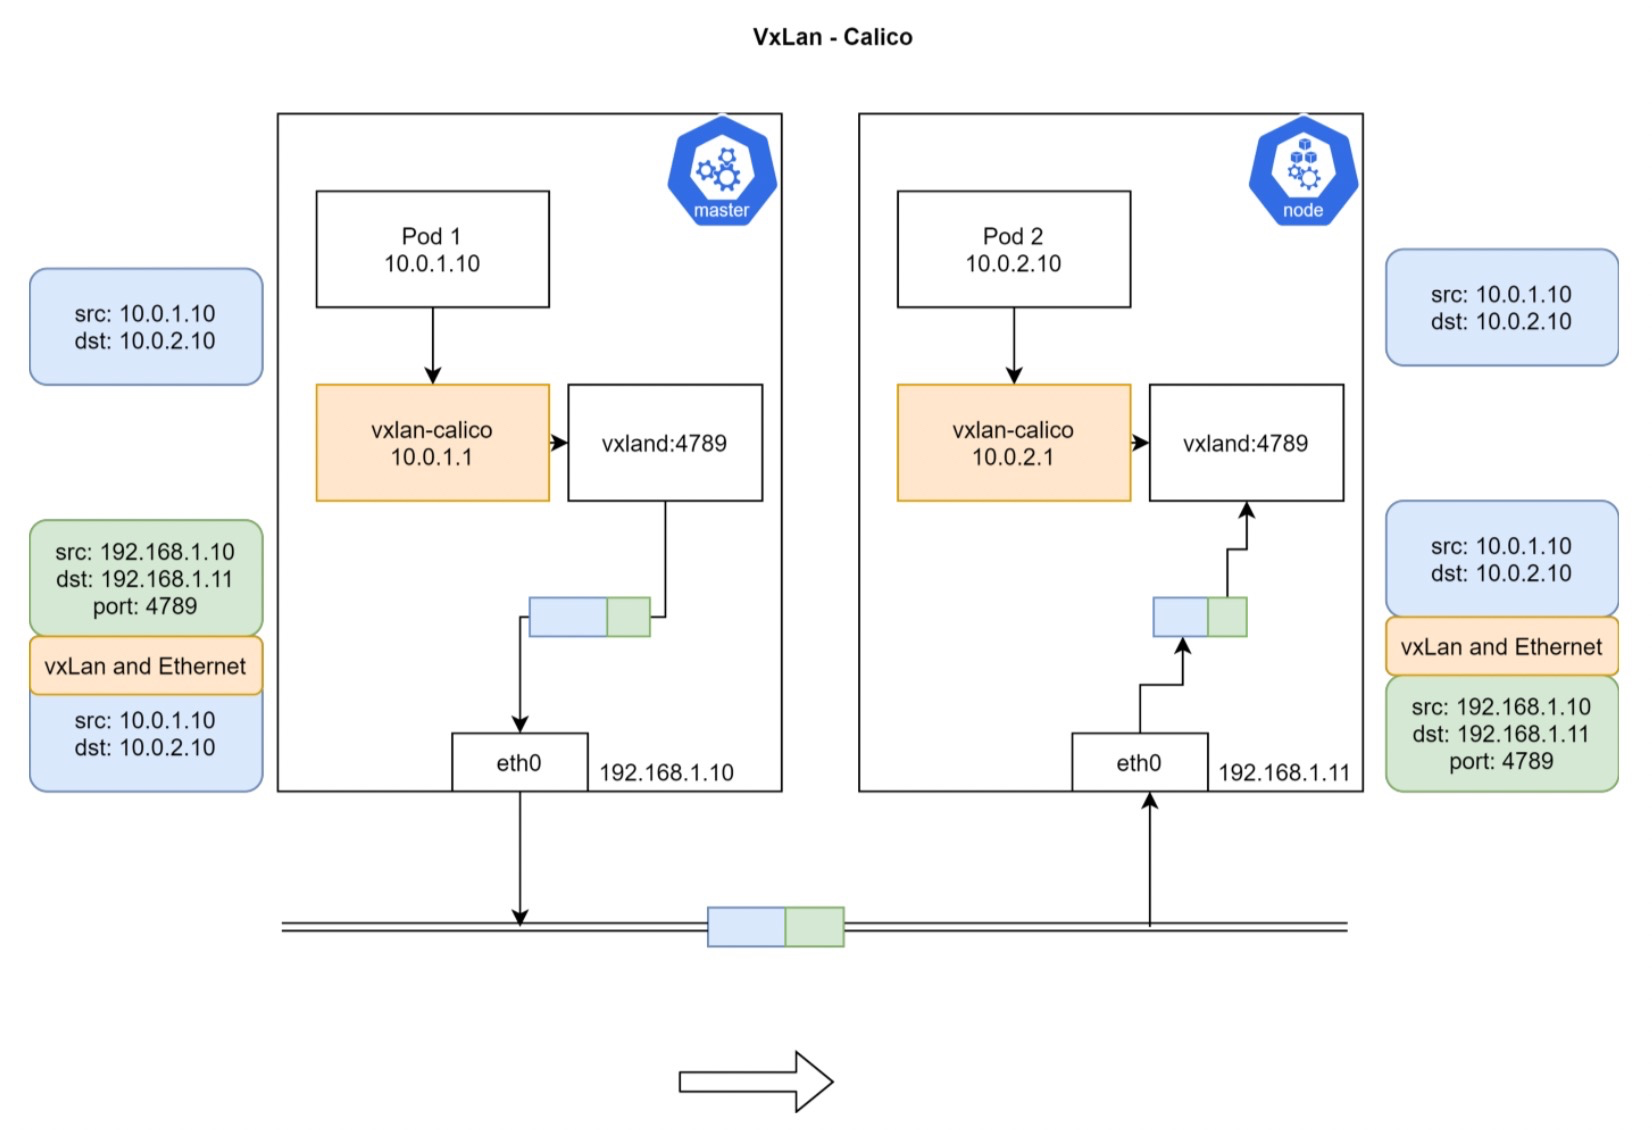 VxLan - Calico
master
node
Pod 1
10.0.1.10
Pod 2
10.0.2.10
src: 10.0.1.10
dst: 10.0.2.10
src: 10.0.1.10
dst: 10.0.2.10
vxlan-calico
10.0.1.1
vxland:4789
vxlan-calico
10.0.2.1
vxland:4789
src: 192.168.1.10
dst: 192.168.1.11
port: 4789
vxLan and Ethernet
src: 10.0.1.10
dst: 10.0.2.10
src: 10.0.1.10
dst: 10.0.2.10
vxLan and Ethernet
src: 192.168.1.10
dst: 192.168.1.11
port: 4789
eth0
192.168.1.10
eth0
192.168.1.11